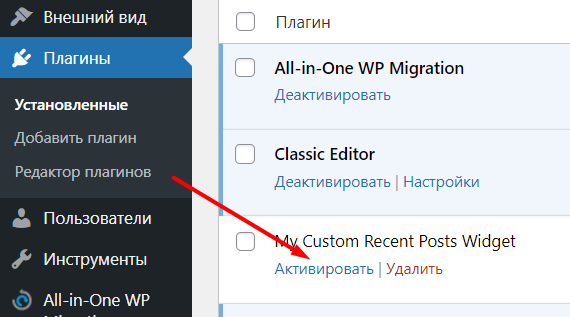 Внешний вид
Плагины
Установленные
Добавить плагин
Редактор плагинов
Пользователи
Инструменты
All-in-One WP
Migration
Плагин
All-in-One WP Migration
Деактивировать
Classic Editor
Деактивировать | Настройки
My Custom Recent Posts Widget
Активировать | Удалить